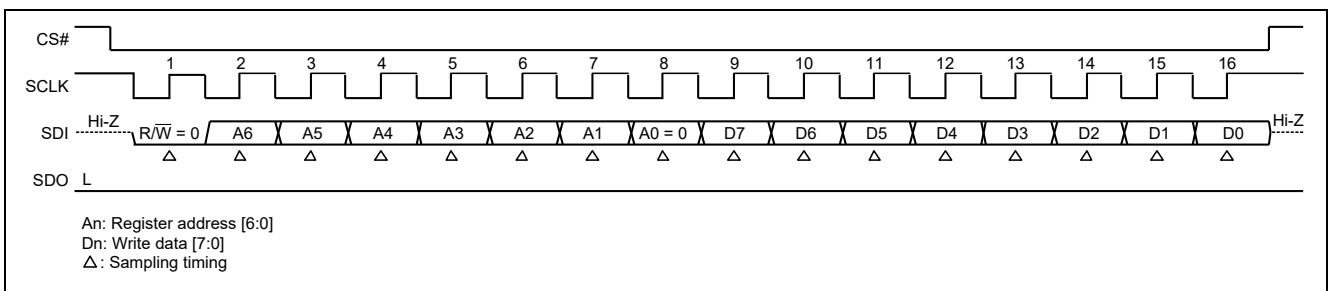 CS#
1 2 3 4 5 6 7 8 9 10 11 12 13 14 15 16
SCLK
Hi-Z Hi-Z
SDI R/W̅ = 0 A6 A5 A4 A3 A2 A1 A0 = 0 D7 D6 D5 D4 D3 D2 D1 D0
SDO L
An: Register address [6:0]
Dn: Write data [7:0]
△: Sampling timing